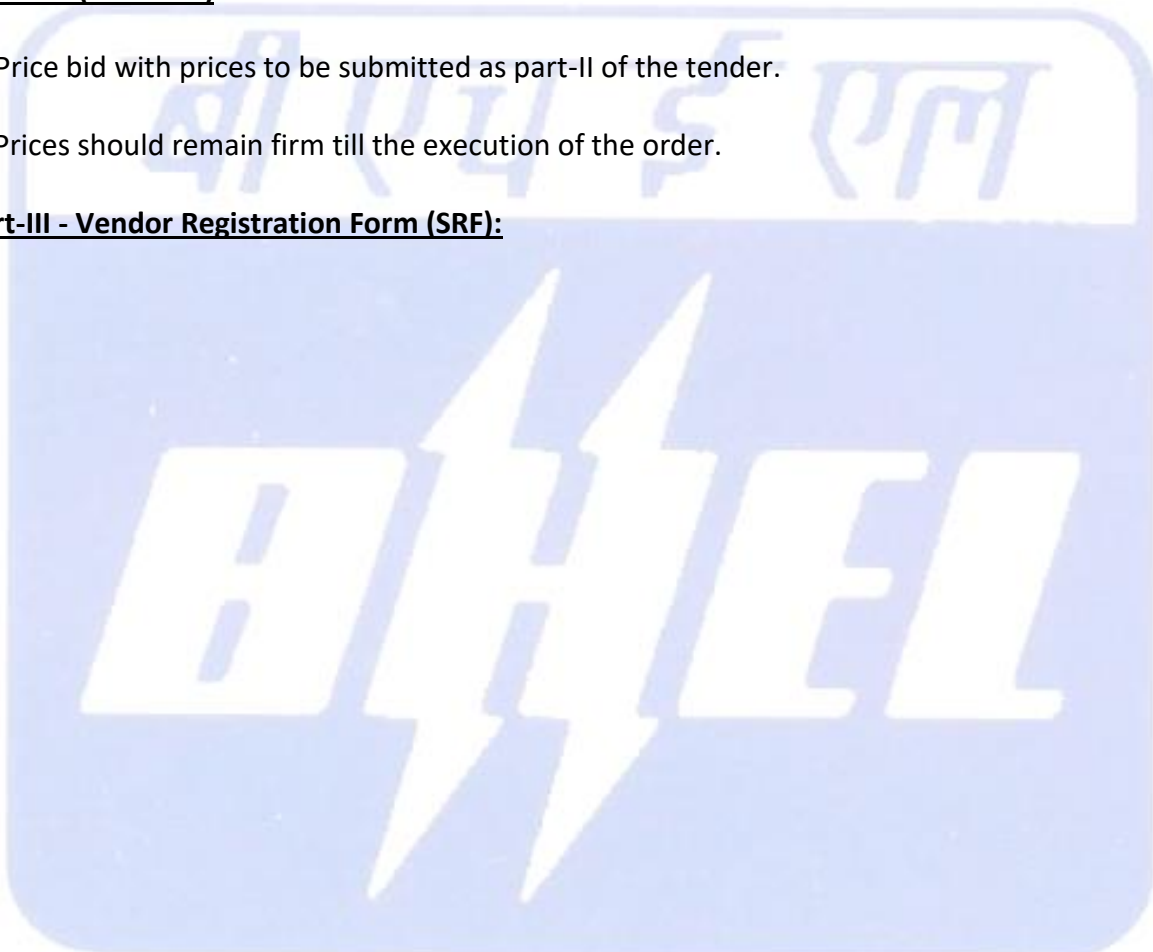 Price bid with prices to be submitted as part-II of the tender.
बी एच ई एल
Prices should remain firm till the execution of the order.
rt-III - Vendor Registration Form (SRF):
BHEL